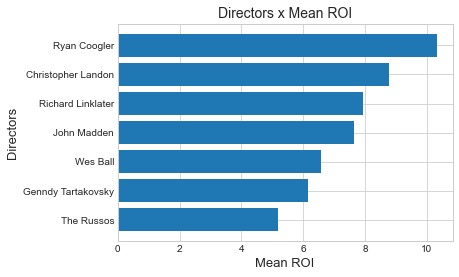 Directors x Mean ROI
Directors
Ryan Coogler
Christopher Landon
Richard Linklater
John Madden
Wes Ball
Genndy Tartakovsky
The Russos
0 2 4 6 8 10
Mean ROI